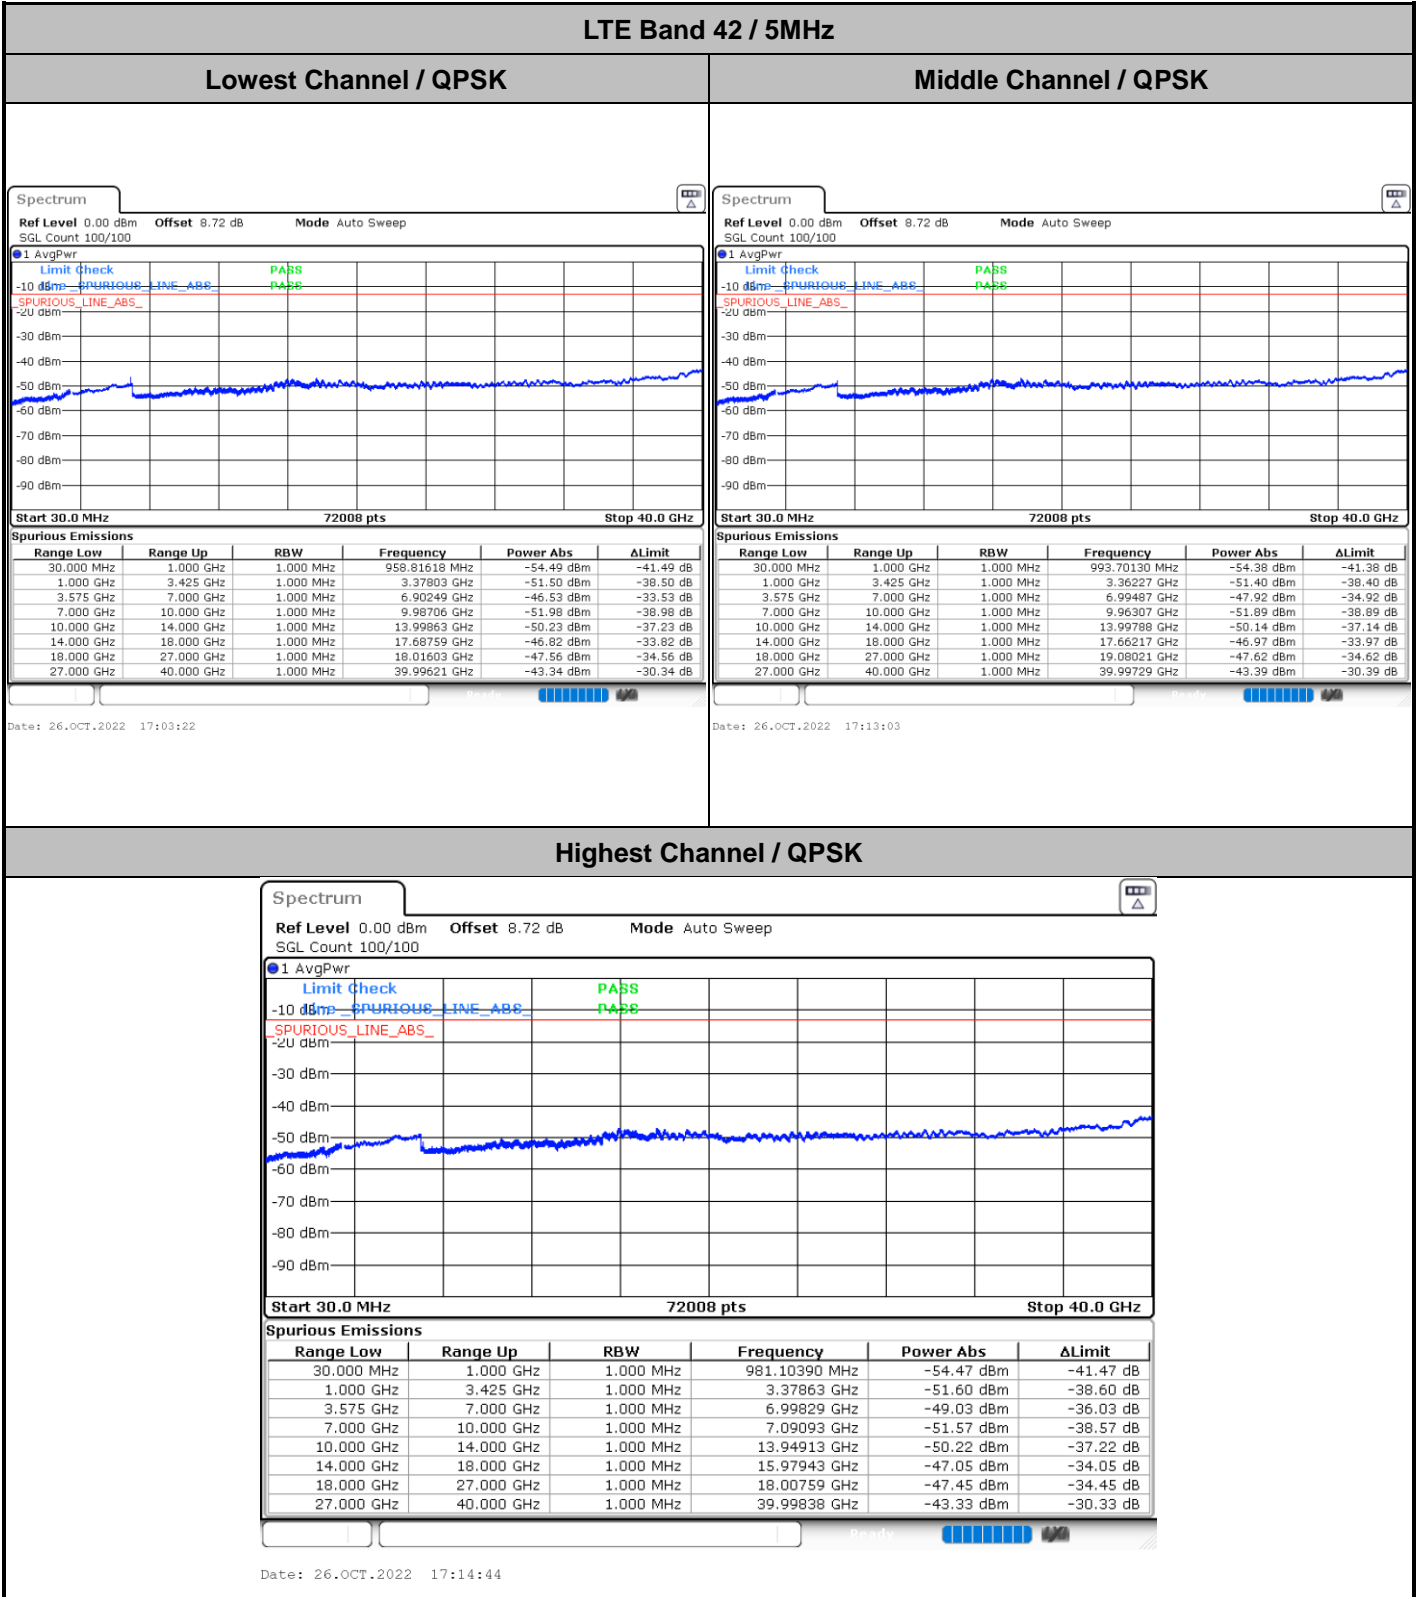 LTE Band 42 / 5MHz
Lowest Channel / QPSK
Middle Channel / QPSK
Spectrum
Ref Level 0.00 dBm Offset 8.72 dB Mode Auto Sweep
SGL Count 100/100
1 AvgPwr
Limit Check PASS
-10 dBm Line _SPURIOUS_LINE_ABS_ PASS
_SPURIOUS_LINE_ABS_
-20 dBm
-30 dBm
-40 dBm
-50 dBm
-60 dBm
-70 dBm
-80 dBm
-90 dBm
Start 30.0 MHz 72008 pts Stop 40.0 GHz
Spurious Emissions
Range Low Range Up RBW Frequency Power Abs ΔLimit
30.000 MHz 1.000 GHz 1.000 MHz 958.81618 MHz -54.49 dBm -41.49 dB
1.000 GHz 3.425 GHz 1.000 MHz 3.37803 GHz -51.50 dBm -38.50 dB
3.575 GHz 7.000 GHz 1.000 MHz 6.90249 GHz -46.53 dBm -33.53 dB
7.000 GHz 10.000 GHz 1.000 MHz 9.98706 GHz -51.98 dBm -38.98 dB
10.000 GHz 14.000 GHz 1.000 MHz 13.99863 GHz -50.23 dBm -37.23 dB
14.000 GHz 18.000 GHz 1.000 MHz 17.68759 GHz -46.82 dBm -33.82 dB
18.000 GHz 27.000 GHz 1.000 MHz 18.01603 GHz -47.56 dBm -34.56 dB
27.000 GHz 40.000 GHz 1.000 MHz 39.99621 GHz -43.34 dBm -30.34 dB
Ready
Date: 26.OCT.2022 17:03:22
Spectrum
Ref Level 0.00 dBm Offset 8.72 dB Mode Auto Sweep
SGL Count 100/100
1 AvgPwr
Limit Check PASS
-10 dBm Line _SPURIOUS_LINE_ABS_ PASS
_SPURIOUS_LINE_ABS_
-20 dBm
-30 dBm
-40 dBm
-50 dBm
-60 dBm
-70 dBm
-80 dBm
-90 dBm
Start 30.0 MHz 72008 pts Stop 40.0 GHz
Spurious Emissions
Range Low Range Up RBW Frequency Power Abs ΔLimit
30.000 MHz 1.000 GHz 1.000 MHz 993.70130 MHz -54.38 dBm -41.38 dB
1.000 GHz 3.425 GHz 1.000 MHz 3.36227 GHz -51.40 dBm -38.40 dB
3.575 GHz 7.000 GHz 1.000 MHz 6.99487 GHz -47.92 dBm -34.92 dB
7.000 GHz 10.000 GHz 1.000 MHz 9.96307 GHz -51.89 dBm -38.89 dB
10.000 GHz 14.000 GHz 1.000 MHz 13.99788 GHz -50.14 dBm -37.14 dB
14.000 GHz 18.000 GHz 1.000 MHz 17.66217 GHz -46.97 dBm -33.97 dB
18.000 GHz 27.000 GHz 1.000 MHz 19.08021 GHz -47.62 dBm -34.62 dB
27.000 GHz 40.000 GHz 1.000 MHz 39.99729 GHz -43.39 dBm -30.39 dB
Ready
Date: 26.OCT.2022 17:13:03
Highest Channel / QPSK
Spectrum
Ref Level 0.00 dBm Offset 8.72 dB Mode Auto Sweep
SGL Count 100/100
1 AvgPwr
Limit Check PASS
-10 dBm Line _SPURIOUS_LINE_ABS_ PASS
_SPURIOUS_LINE_ABS_
-20 dBm
-30 dBm
-40 dBm
-50 dBm
-60 dBm
-70 dBm
-80 dBm
-90 dBm
Start 30.0 MHz 72008 pts Stop 40.0 GHz
Spurious Emissions
Range Low Range Up RBW Frequency Power Abs ΔLimit
30.000 MHz 1.000 GHz 1.000 MHz 981.10390 MHz -54.47 dBm -41.47 dB
1.000 GHz 3.425 GHz 1.000 MHz 3.37863 GHz -51.60 dBm -38.60 dB
3.575 GHz 7.000 GHz 1.000 MHz 6.99829 GHz -49.03 dBm -36.03 dB
7.000 GHz 10.000 GHz 1.000 MHz 7.09093 GHz -51.57 dBm -38.57 dB
10.000 GHz 14.000 GHz 1.000 MHz 13.94913 GHz -50.22 dBm -37.22 dB
14.000 GHz 18.000 GHz 1.000 MHz 15.97943 GHz -47.05 dBm -34.05 dB
18.000 GHz 27.000 GHz 1.000 MHz 18.00759 GHz -47.45 dBm -34.45 dB
27.000 GHz 40.000 GHz 1.000 MHz 39.99838 GHz -43.33 dBm -30.33 dB
Ready
Date: 26.OCT.2022 17:14:44